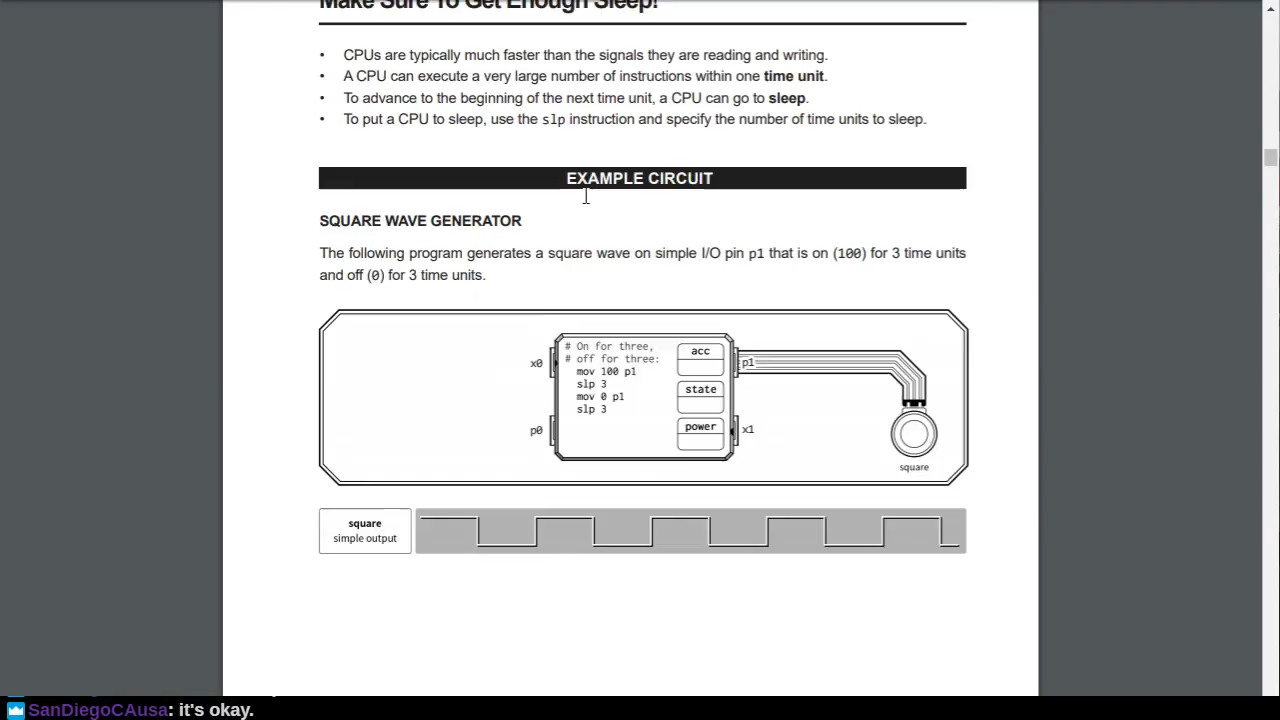 Make Sure To Get Enough Sleep!
• CPUs are typically much faster than the signals they are reading and writing.
• A CPU can execute a very large number of instructions within one time unit.
• To advance to the beginning of the next time unit, a CPU can go to sleep.
• To put a CPU to sleep, use the slp instruction and specify the number of time units to sleep.
EXAMPLE CIRCUIT
SQUARE WAVE GENERATOR
The following program generates a square wave on simple I/O pin p1 that is on (100) for 3 time units
and off (0) for 3 time units.
# On for three,
# off for three:
mov 100 p1
slp 3
mov 0 p1
slp 3
acc
state
power
x0
p0
p1
x1
square
square
simple output
SanDiegoCAusa: it's okay.